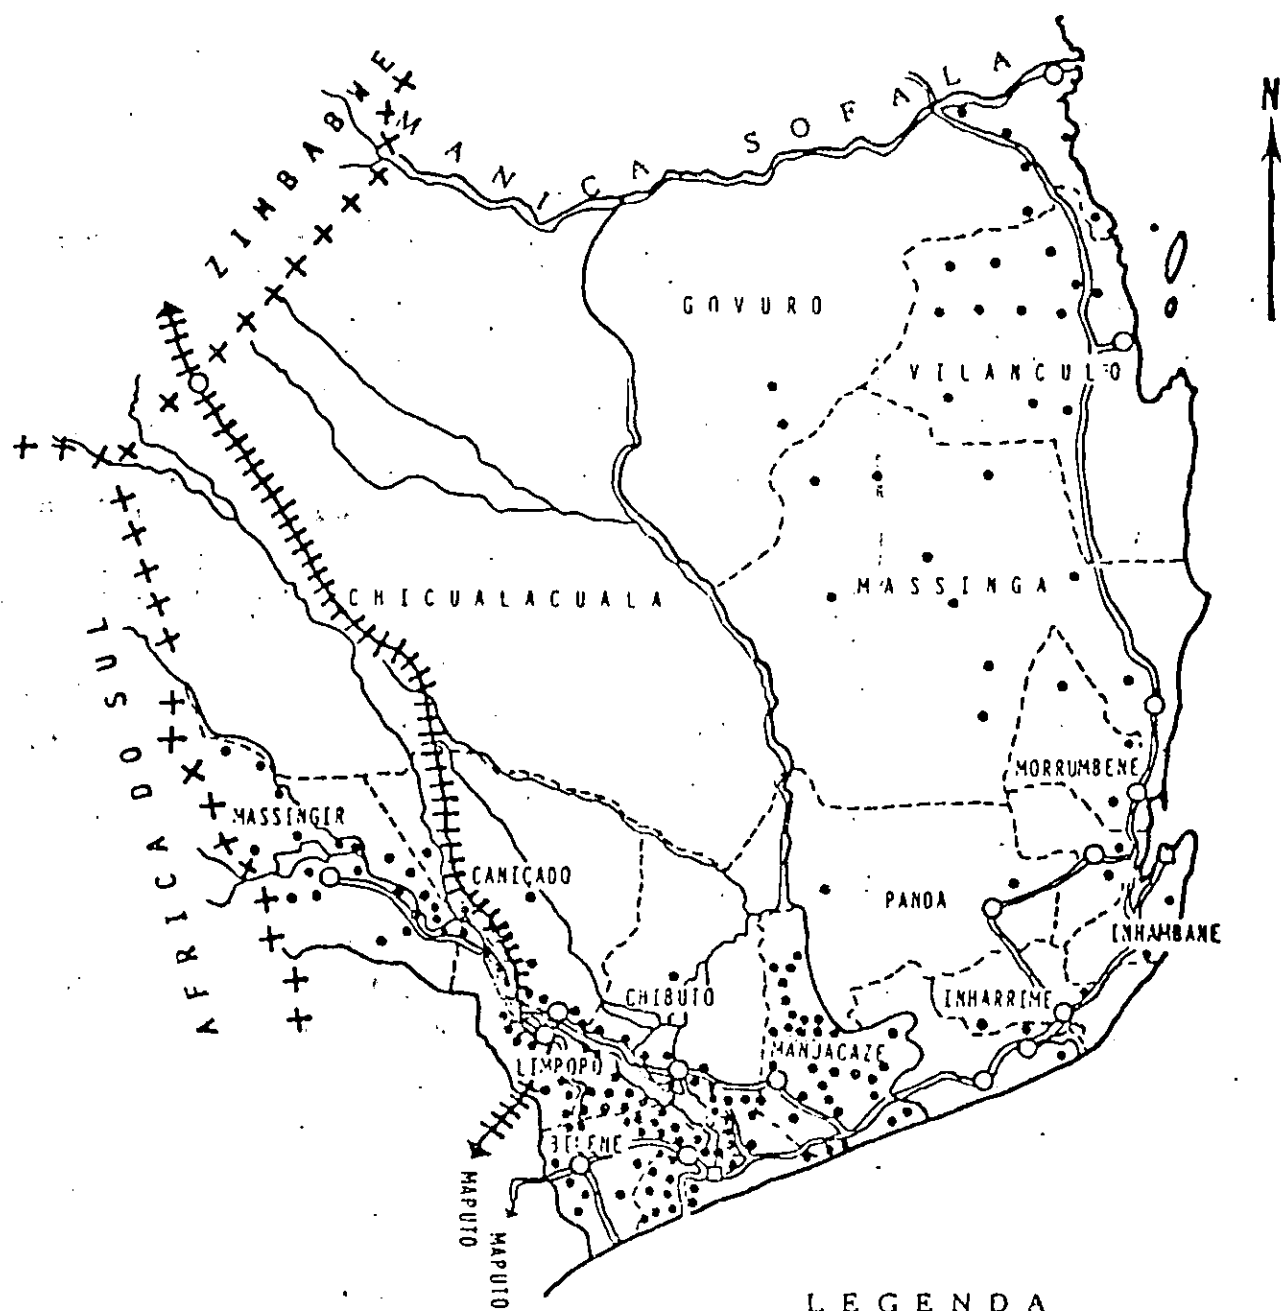 ZIMBABWE
MANICA
SOFALA
N
GOVURO
VILANCULO
CHICUALACUALA
MASSINGA
AFRICA DO SUL
MORRUMBENE
MASSINGIR
CANIÇADO
PANDA
INHAMBANE
CHIBUTO
INHARRIME
MANJACAZE
LIMPOPO
BILENE
MAPUTO
MAPUTO
LEGENDA